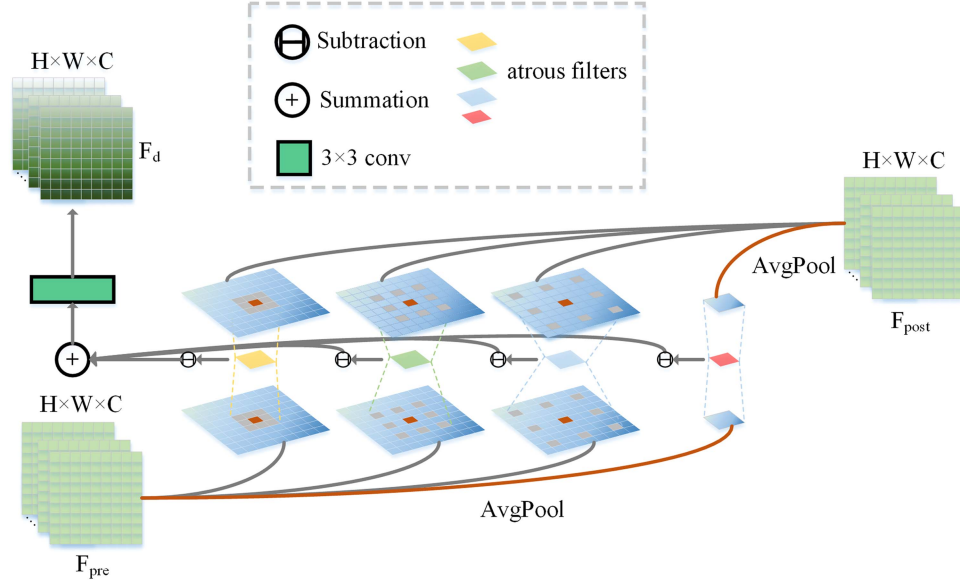 H×W×C
F_d
Subtraction
Summation
3×3 conv
atrous filters
H×W×C
AvgPool
F_post
+
H×W×C
F_pre
AvgPool